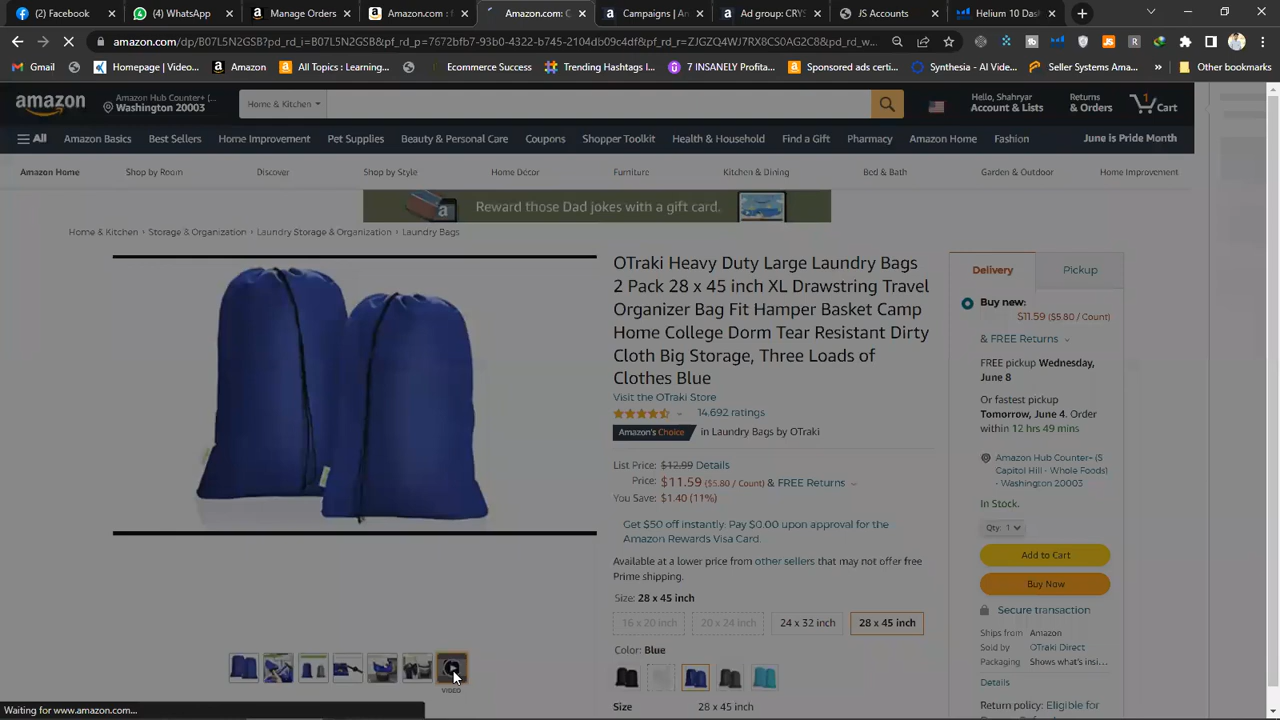 (2) Facebook
(4) WhatsApp
Manage Orders
Amazon.com : f
Amazon.com: C
Campaigns | An
Ad group: CRYS
JS Accounts
Helium 10 Dash
amazon.com/dp/B07L5N2GSB?pd_rd_i=B07L5N2GSB&pf_rd_p=7672bfb7-93b0-4322-b745-2104db09c4df&pf_rd_r=ZJGZQ4WJ7RX8CS0AG2C8&pd_rd_w...
Gmail
Homepage | Video...
Amazon
All Topics : Learning...
Ecommerce Success
Trending Hashtags I...
7 INSANELY Profita...
Sponsored ads certi...
Synthesia - AI Vide...
Seller Systems Ama...
Other bookmarks
amazon
Amazon Hub Counter+ (...
Washington 20003
Home & Kitchen
Hello, Shahryar
Account & Lists
Returns
& Orders
1
Cart
All
Amazon Basics
Best Sellers
Home Improvement
Pet Supplies
Beauty & Personal Care
Coupons
Shopper Toolkit
Health & Household
Find a Gift
Pharmacy
Amazon Home
Fashion
June is Pride Month
Amazon Home
Shop by Room
Discover
Shop by Style
Home Decor
Furniture
Kitchen & Dining
Bed & Bath
Garden & Outdoor
Home Improvement
Reward those Dad jokes with a gift card.
Home & Kitchen › Storage & Organization › Laundry Storage & Organization › Laundry Bags
OTraki Heavy Duty Large Laundry Bags
2 Pack 28 x 45 inch XL Drawstring Travel
Organizer Bag Fit Hamper Basket Camp
Home College Dorm Tear Resistant Dirty
Cloth Big Storage, Three Loads of
Clothes Blue
Visit the OTraki Store
14,692 ratings
Amazon's Choice in Laundry Bags by OTraki
List Price: $12.99 Details
Price: $11.59 ($5.80 / Count) & FREE Returns
You Save: $1.40 (11%)
Get $50 off instantly: Pay $0.00 upon approval for the
Amazon Rewards Visa Card.
Available at a lower price from other sellers that may not offer free
Prime shipping.
Size: 28 x 45 inch
16 x 20 inch
20 x 24 inch
24 x 32 inch
28 x 45 inch
Color: Blue
Size 28 x 45 inch
VIDEO
Delivery
Pickup
Buy new:
$11.59 ($5.80 / Count)
& FREE Returns
FREE pickup Wednesday,
June 8
Or fastest pickup
Tomorrow, June 4. Order
within 12 hrs 49 mins
Amazon Hub Counter+ (5
Capitol Hill - Whole Foods)
- Washington 20003
In Stock.
Qty: 1
Add to Cart
Buy Now
Secure transaction
Ships from Amazon
Sold by OTraki Direct
Packaging Shows what's insi...
Details
Return policy: Eligible for
Waiting for www.amazon.com...